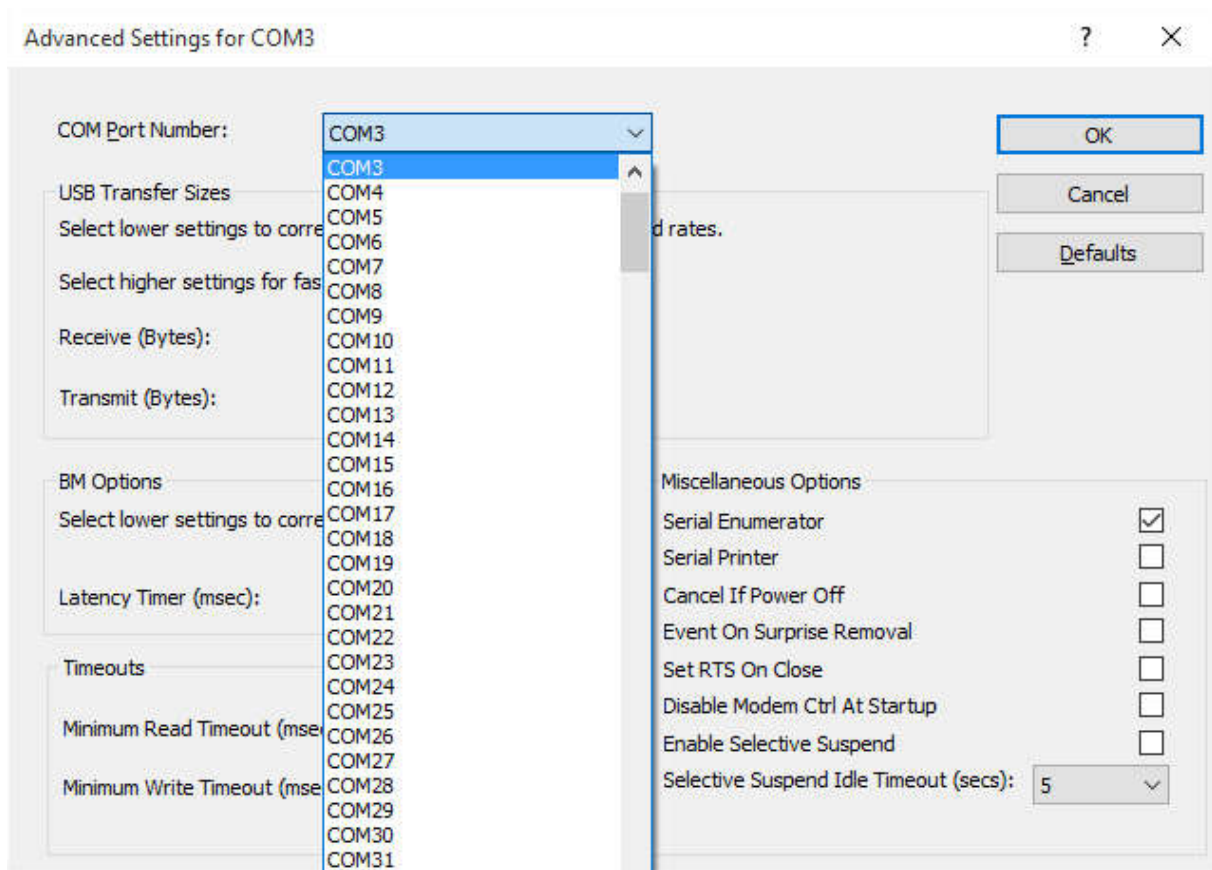 Advanced Settings for COM3
?
COM Port Number:
COM3
OK
COM3
COM4
COM5
COM6
COM7
COM8
COM9
COM10
COM11
COM12
COM13
COM14
COM15
COM16
COM17
COM18
COM19
COM20
COM21
COM22
COM23
COM24
COM25
COM26
COM27
COM28
COM29
COM30
COM31
Cancel
Defaults
USB Transfer Sizes
Select lower settings to corre d rates.
Select higher settings for fas
Receive (Bytes):
Transmit (Bytes):
BM Options
Select lower settings to corre
Latency Timer (msec):
Timeouts
Minimum Read Timeout (mse
Minimum Write Timeout (mse
Miscellaneous Options
Serial Enumerator
Serial Printer
Cancel If Power Off
Event On Surprise Removal
Set RTS On Close
Disable Modem Ctrl At Startup
Enable Selective Suspend
Selective Suspend Idle Timeout (secs): 5